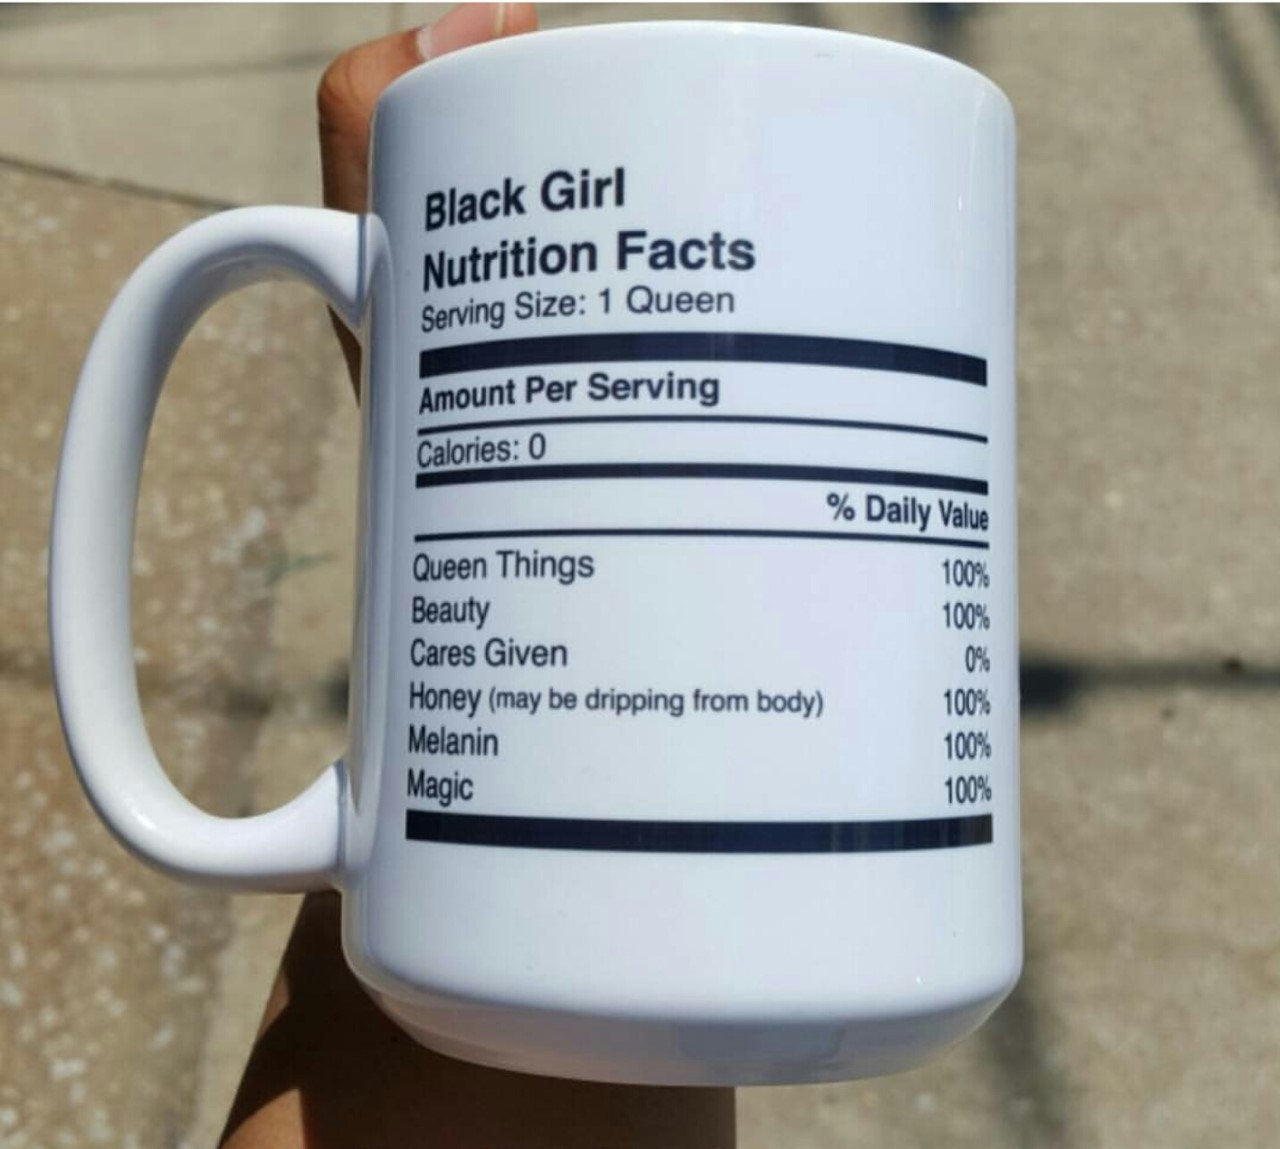 Black Girl
Nutrition Facts
Serving Size: 1 Queen
Amount Per Serving
Calories: 0
% Daily Value
Queen Things 100%
Beauty 100%
Cares Given 0%
Honey (may be dripping from body) 100%
Melanin 100%
Magic 100%